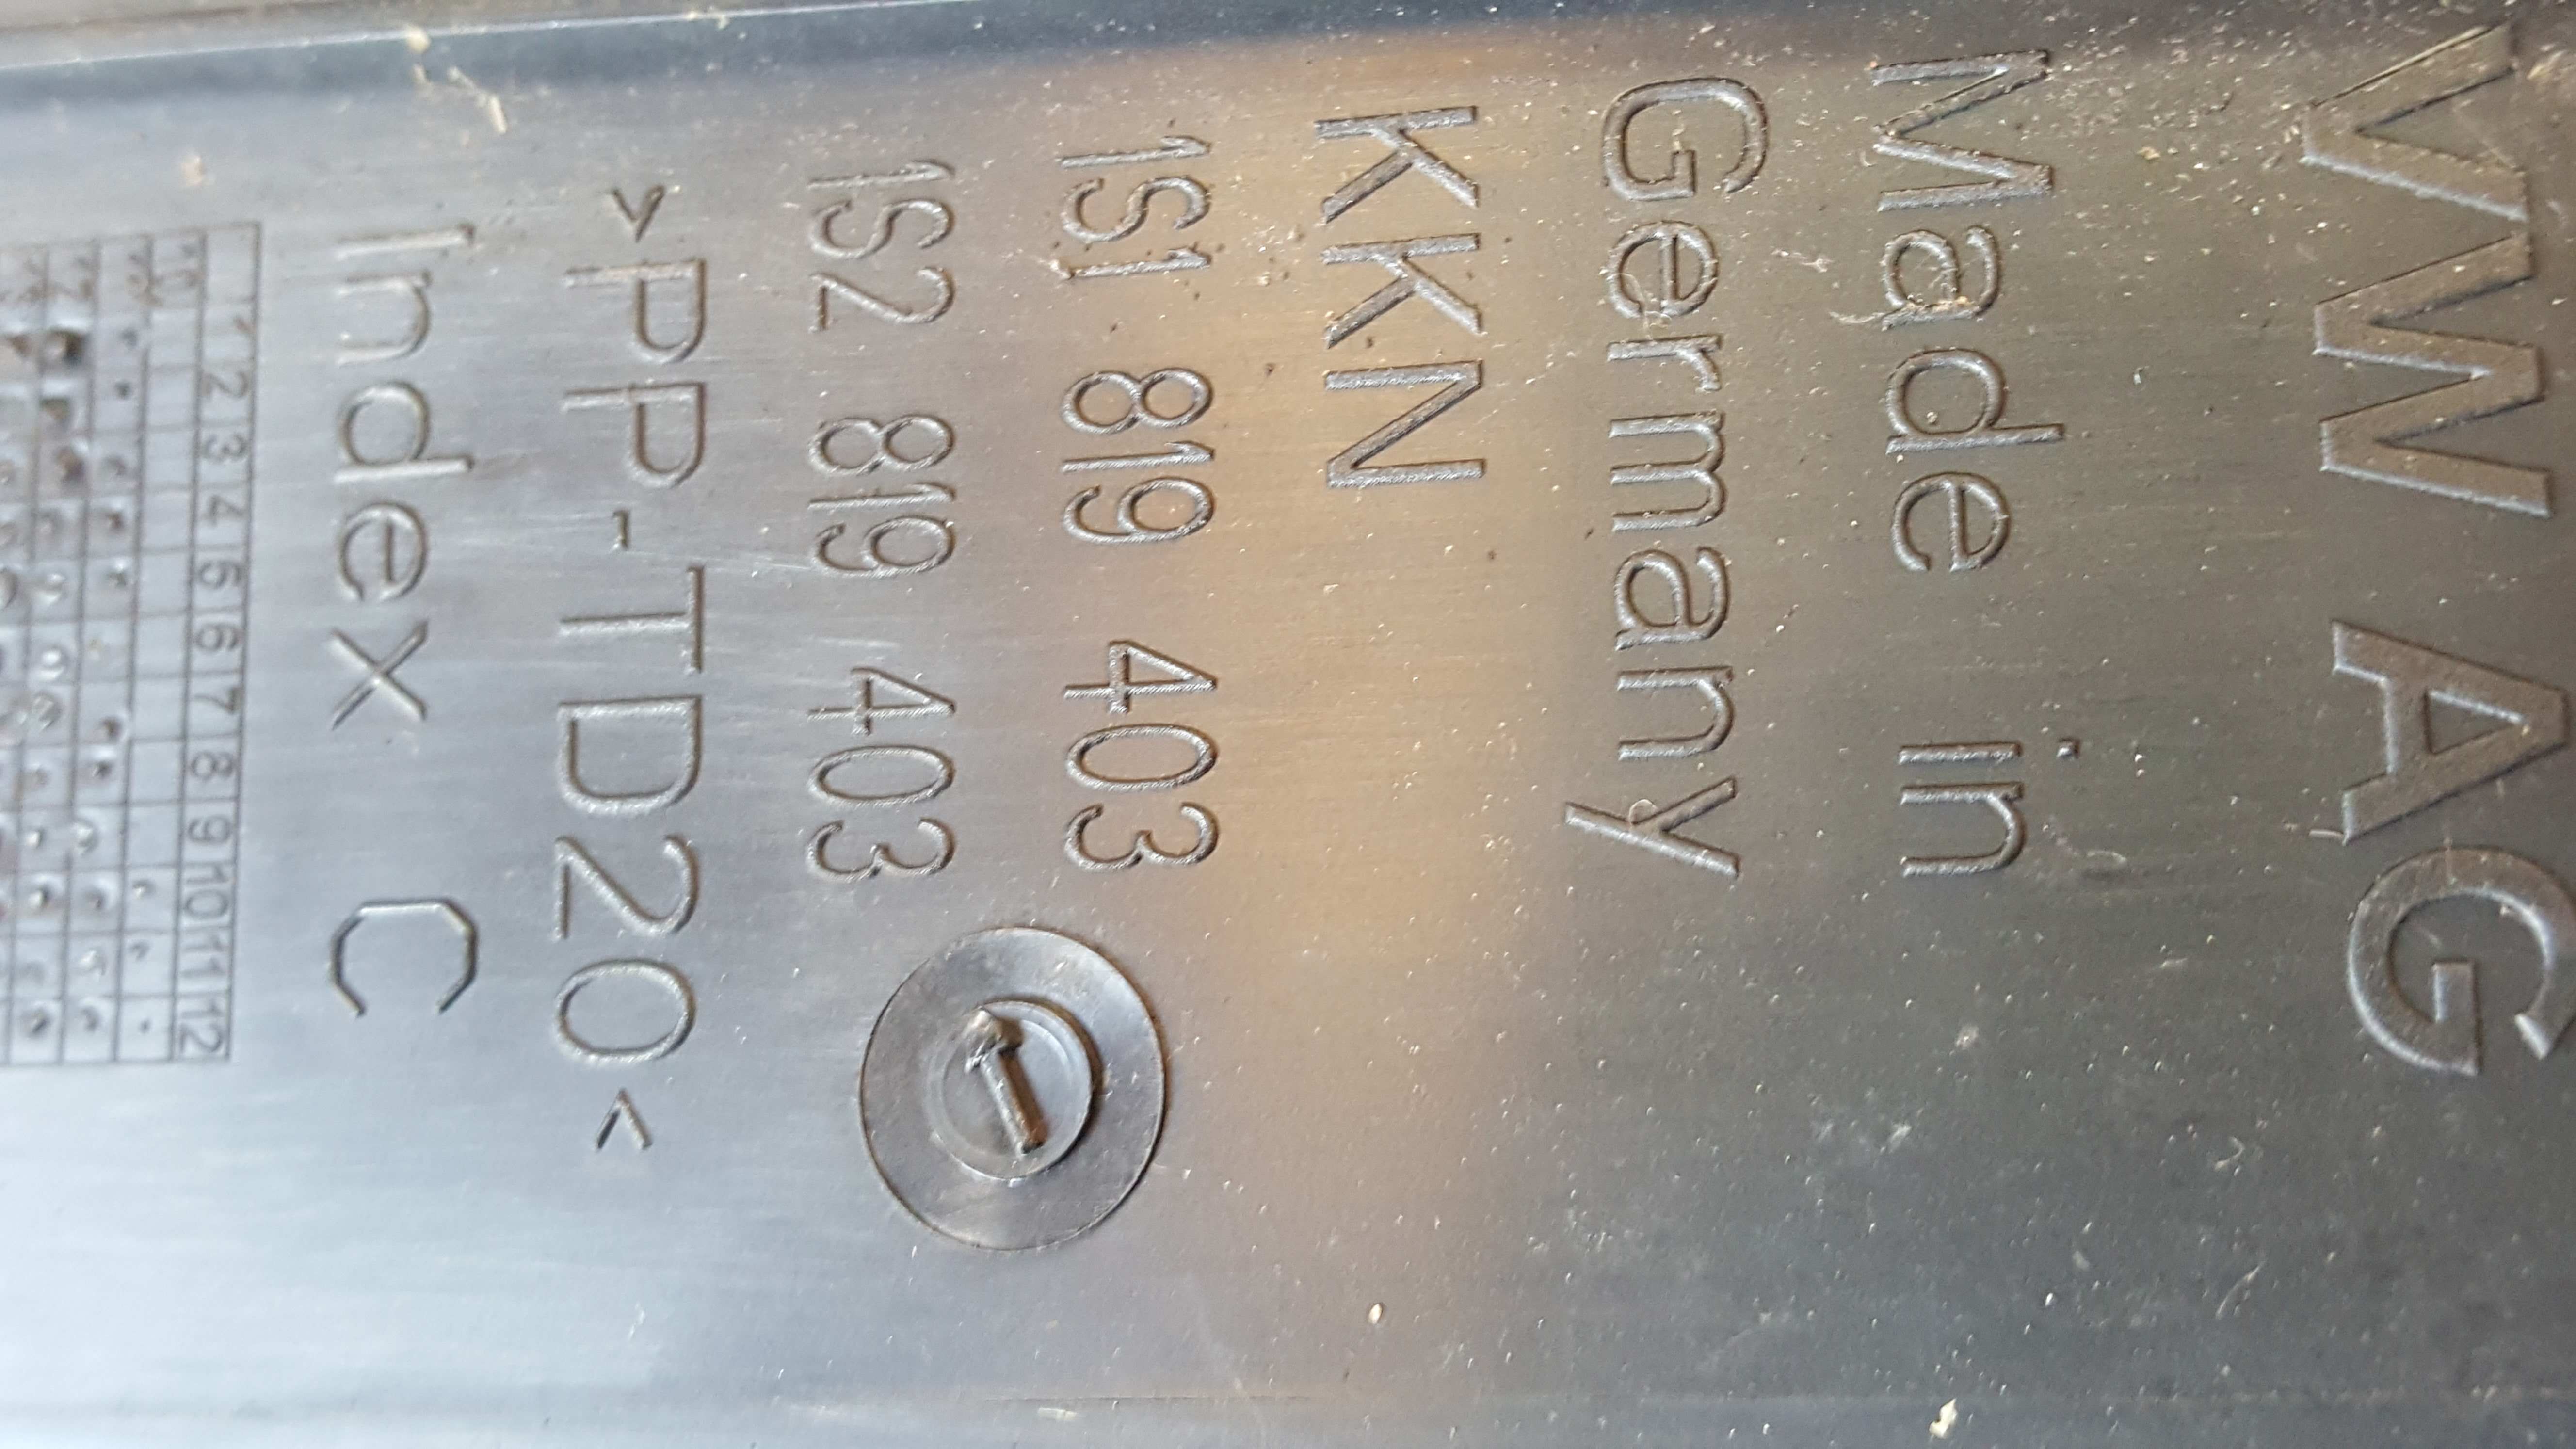 VW AG
Made in
Germany
KKN
1S1 819 403
1S2 819 403
>PP-TD20<
Index C
1 2 3 4 5 6 7 8 9 10 11 12